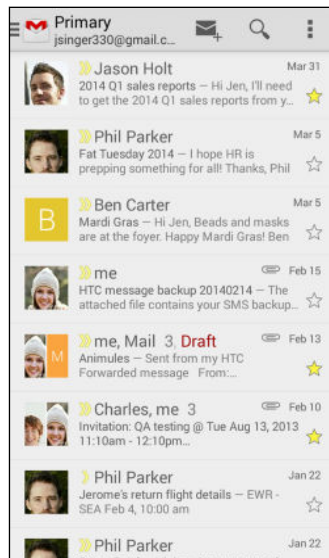 Primary
jsinger330@gmail.c...
Jason Holt
Mar 31
2014 Q1 sales reports — Hi Jen, I'll need
to get the 2014 Q1 sales reports from y...
Phil Parker
Mar 5
Fat Tuesday 2014 — I hope HR is
prepping something for all! Thanks, Phil
B
Ben Carter
Mar 5
Mardi Gras — Hi Jen, Beads and masks
are at the foyer. Happy Mardi Gras! Ben
me
Feb 15
HTC message backup 20140214 — The
attached file contains your SMS backup...
M
me, Mail 3, Draft
Feb 13
Animules — Sent from my HTC
Forwarded message From:...
Charles, me 3
Feb 10
Invitation: QA testing @ Tue Aug 13, 2013
11:10am - 12:10pm...
Phil Parker
Jan 22
Jerome's return flight details — EWR -
SEA Feb 4, 10:00 am
Phil Parker
Jan 22